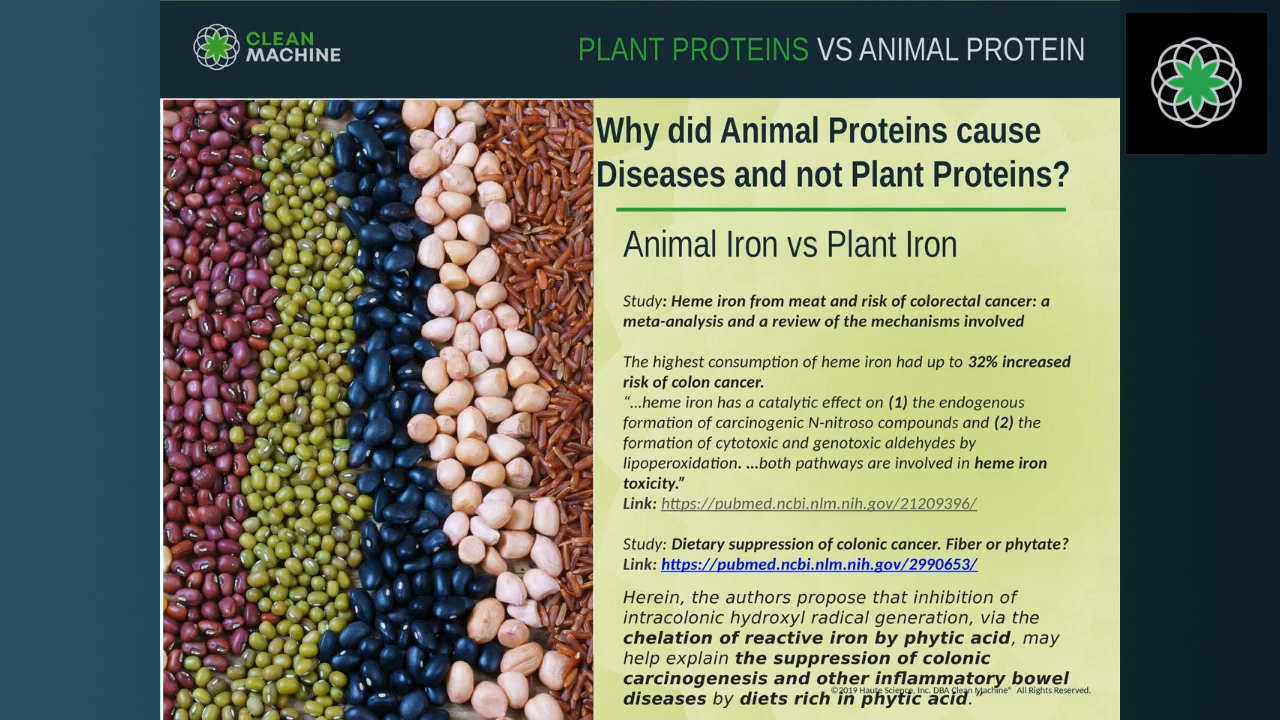 CLEAN
MACHINE
PLANT PROTEINS VS ANIMAL PROTEIN
Why did Animal Proteins cause
Diseases and not Plant Proteins?
Animal Iron vs Plant Iron
Study: Heme iron from meat and risk of colorectal cancer: a
meta-analysis and a review of the mechanisms involved
The highest consumption of heme iron had up to 32% increased
risk of colon cancer.
“...heme iron has a catalytic effect on (1) the endogenous
formation of carcinogenic N-nitroso compounds and (2) the
formation of cytotoxic and genotoxic aldehydes by
lipoperoxidation. ...both pathways are involved in heme iron
toxicity.”
Link: https://pubmed.ncbi.nlm.nih.gov/21209396/
Study: Dietary suppression of colonic cancer. Fiber or phytate?
Link: https://pubmed.ncbi.nlm.nih.gov/2990653/
Herein, the authors propose that inhibition of
intracolonic hydroxyl radical generation, via the
chelation of reactive iron by phytic acid, may
help explain the suppression of colonic
carcinogenesis and other inflammatory bowel
diseases by diets rich in phytic acid.
©2019 Haute Science, Inc. DBA Clean Machine® All Rights Reserved.